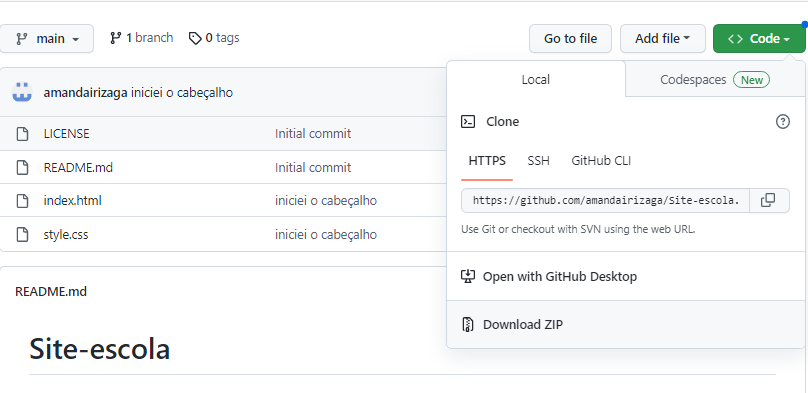 main
1 branch
0 tags
Go to file
Add file
Code
Local
Codespaces New
amandairizaga iniciei o cabeçalho
Clone
LICENSE Initial commit
HTTPS SSH GitHub CLI
README.md Initial commit
index.html iniciei o cabeçalho
https://github.com/amandairizaga/Site-escola.
Use Git or checkout with SVN using the web URL.
style.css iniciei o cabeçalho
Open with GitHub Desktop
README.md
Download ZIP
Site-escola